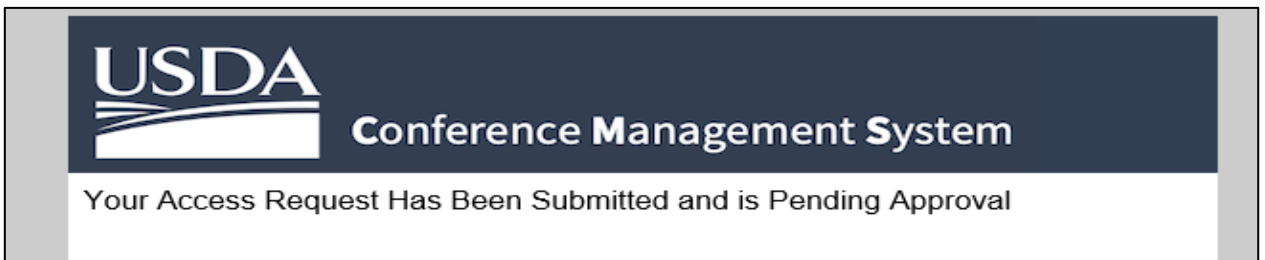 USDA
Conference Management System
Your Access Request Has Been Submitted and is Pending Approval